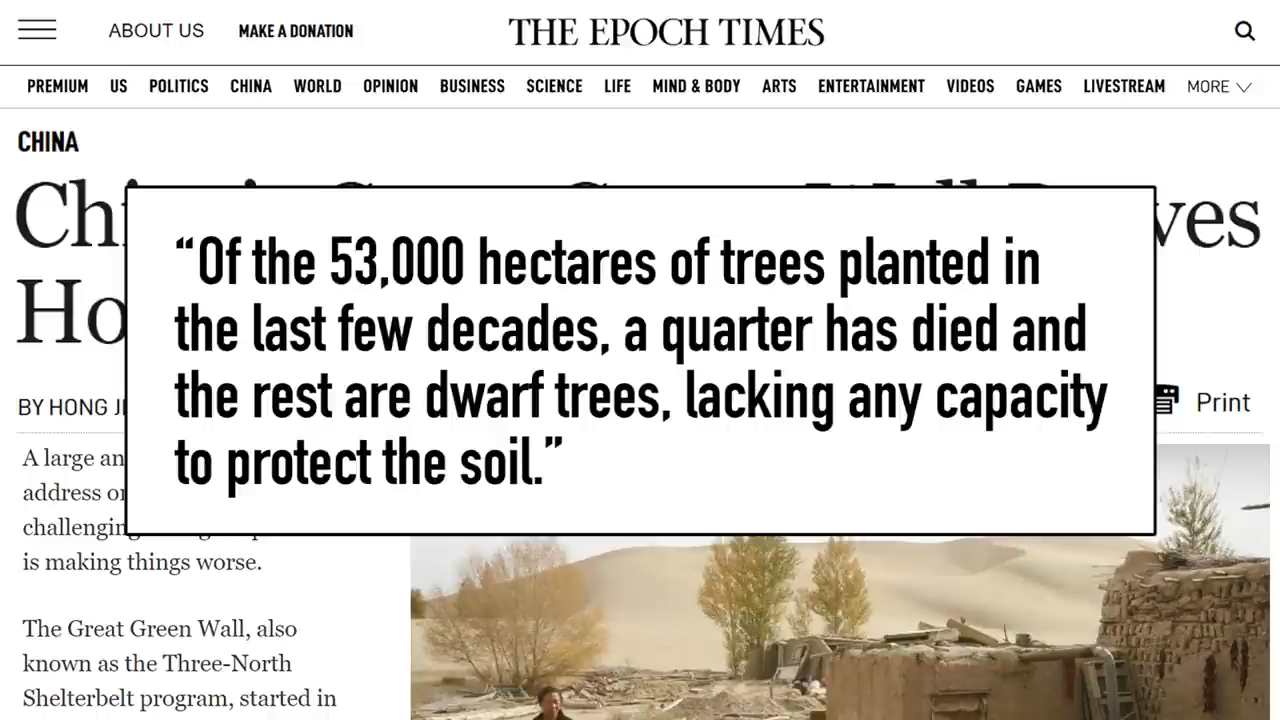 ABOUT US
MAKE A DONATION
THE EPOCH TIMES
PREMIUM US POLITICS CHINA WORLD OPINION BUSINESS SCIENCE LIFE MIND & BODY ARTS ENTERTAINMENT VIDEOS GAMES LIVESTREAM MORE
CHINA
“Of the 53,000 hectares of trees planted in
the last few decades, a quarter has died and
the rest are dwarf trees, lacking any capacity
to protect the soil.”
BY HONG
Print
A large
address
is making things worse.
The Great Green Wall, also
known as the Three-North
Shelterbelt program, started in